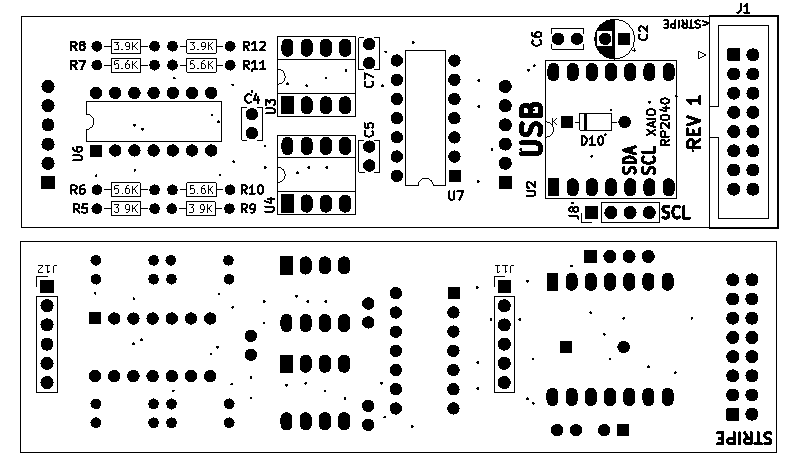 J1
<STRIPE
R8 3.9K 3.9K R12
C6
C2
R7 5.6K 5.6K R11
U3
C7
C4
U6
C5
USB
K
D10
XAIO
RP2040
REV 1
SDA
SCL
R6 5.6K 5.6K R10
R5 3.9K 3.9K R9
U4
U7
U2
J8
SCL
J12
J11
STRIPE